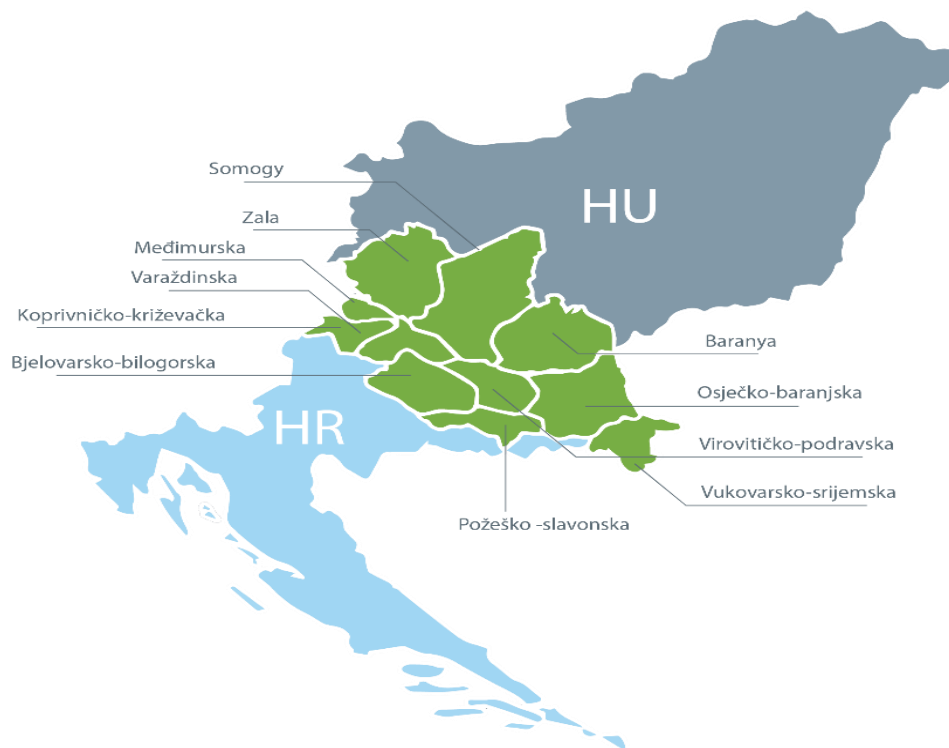 Somogy
HU
Zala
Međimurska
Varaždinska
Koprivničko-križevačka
Baranya
Bjelovarsko-bilogorska
Osječko-baranjska
HR
Virovitičko-podravska
Vukovarsko-srijemska
Požeško -slavonska